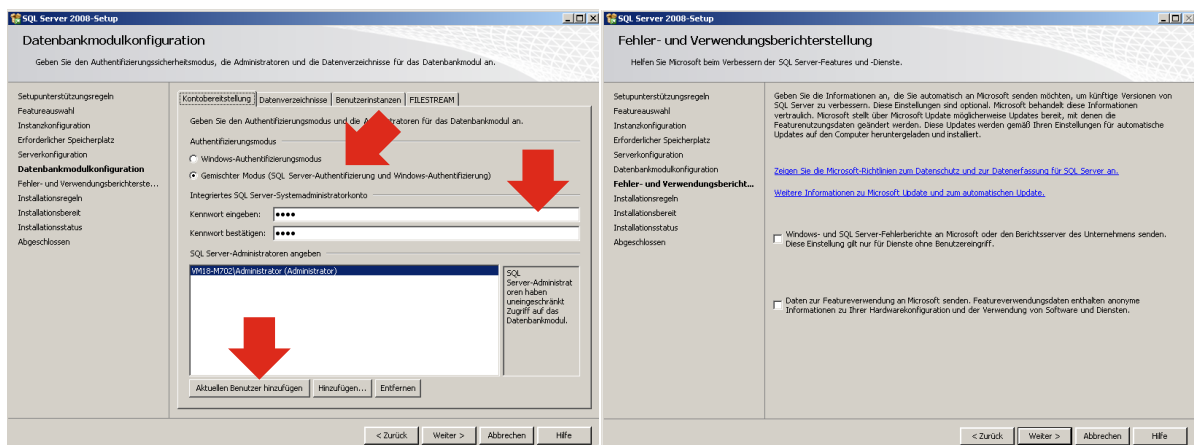 SQL Server 2008-Setup
Datenbankmodulkonfiguration
Geben Sie den Authentifizierungssicherheitsmodus, die Administratoren und die Datenverzeichnisse für das Datenbankmodul an.
Setupunterstützungsregeln
Featureauswahl
Instanzkonfiguration
Erforderlicher Speicherplatz
Serverkonfiguration
Datenbankmodulkonfiguration
Fehler- und Verwendungsberichterste...
Installationsregeln
Installationsbereit
Installationsstatus
Abgeschlossen
Kontobereitstellung Datenverzeichnisse Benutzerinstanzen FILESTREAM
Geben Sie den Authentifizierungsmodus und die für das Datenbankmodul an.
Authentifizierungsmodus
Windows-Authentifizierungsmodus
Gemischter Modus (SQL Server-Authentifizierung und Windows-Authentifizierung)
Integriertes SQL Server-Systemadministratorkonto
Kennwort eingeben: ●●●●
Kennwort bestätigen: ●●●●
SQL Server-Administratoren angeben
VM18-M702\Administrator (Administrator)
SQL
Server-Administrat
oren haben
uneingeschränkt
Zugriff auf das
Datenbankmodul.
Aktuellen Benutzer hinzufügen Hinzufügen... Entfernen
< Zurück Weiter > Abbrechen Hilfe
SQL Server 2008-Setup
Fehler- und Verwendungsberichterstellung
Helfen Sie Microsoft beim Verbessern der SQL Server-Features und -Dienste.
Setupunterstützungsregeln
Featureauswahl
Instanzkonfiguration
Erforderlicher Speicherplatz
Serverkonfiguration
Datenbankmodulkonfiguration
Fehler- und Verwendungsbericht...
Installationsregeln
Installationsbereit
Installationsstatus
Abgeschlossen
Geben Sie die Informationen an, die Sie automatisch an Microsoft senden möchten, um künftige Versionen von
SQL Server zu verbessern. Diese Einstellungen sind optional. Microsoft behandelt diese Informationen
vertraulich. Microsoft stellt über Microsoft Update möglicherweise Updates bereit, mit denen die
Featurenutzungsdaten geändert werden. Diese Updates werden gemäß Ihren Einstellungen für automatische
Updates auf den Computer heruntergeladen und installiert.
Zeigen Sie die Microsoft-Richtlinien zum Datenschutz und zur Datenerfassung für SQL Server an.
Weitere Informationen zu Microsoft Update und zum automatischen Update.
Windows- und SQL Server-Fehlerberichte an Microsoft oder den Berichtsserver des Unternehmens senden.
Diese Einstellung gilt nur für Dienste ohne Benutzereingriff.
Daten zur Featureverwendung an Microsoft senden. Featureverwendungsdaten enthalten anonyme
Informationen zu Ihrer Hardwarekonfiguration und der Verwendung von Software und Diensten.
< Zurück Weiter > Abbrechen Hilfe